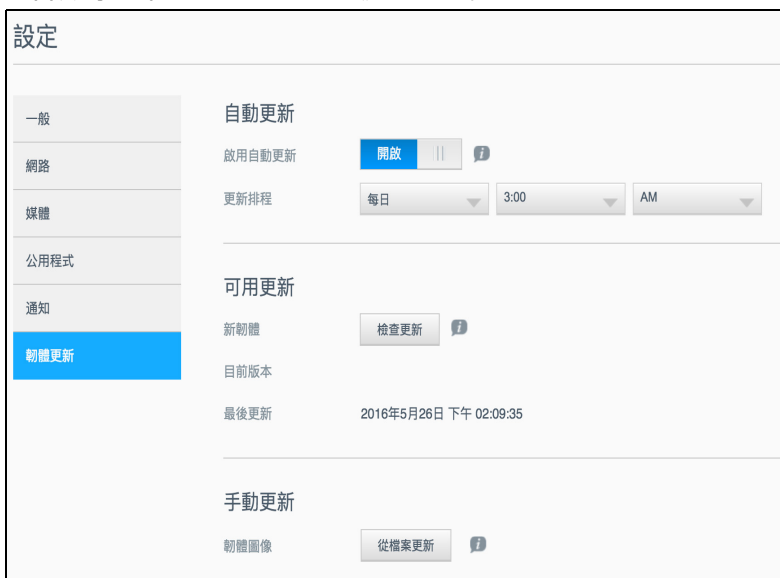 設定
一般
網路
媒體
公用程式
通知
韌體更新
自動更新
啟用自動更新 開啟
更新排程 每日 3:00 AM
可用更新
新韌體 檢查更新
目前版本
最後更新 2016年5月26日 下午 02:09:35
手動更新
韌體圖像 從檔案更新